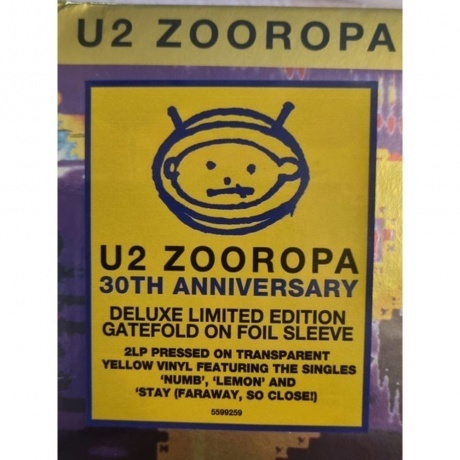 U2 ZOOROPA
U2 ZOOROPA
30TH ANNIVERSARY
DELUXE LIMITED EDITION
GATEFOLD ON FOIL SLEEVE
2LP PRESSED ON TRANSPARENT
YELLOW VINYL FEATURING THE SINGLES
‘NUMB’, ‘LEMON’ AND
‘STAY (FARAWAY, SO CLOSE!)
5599259